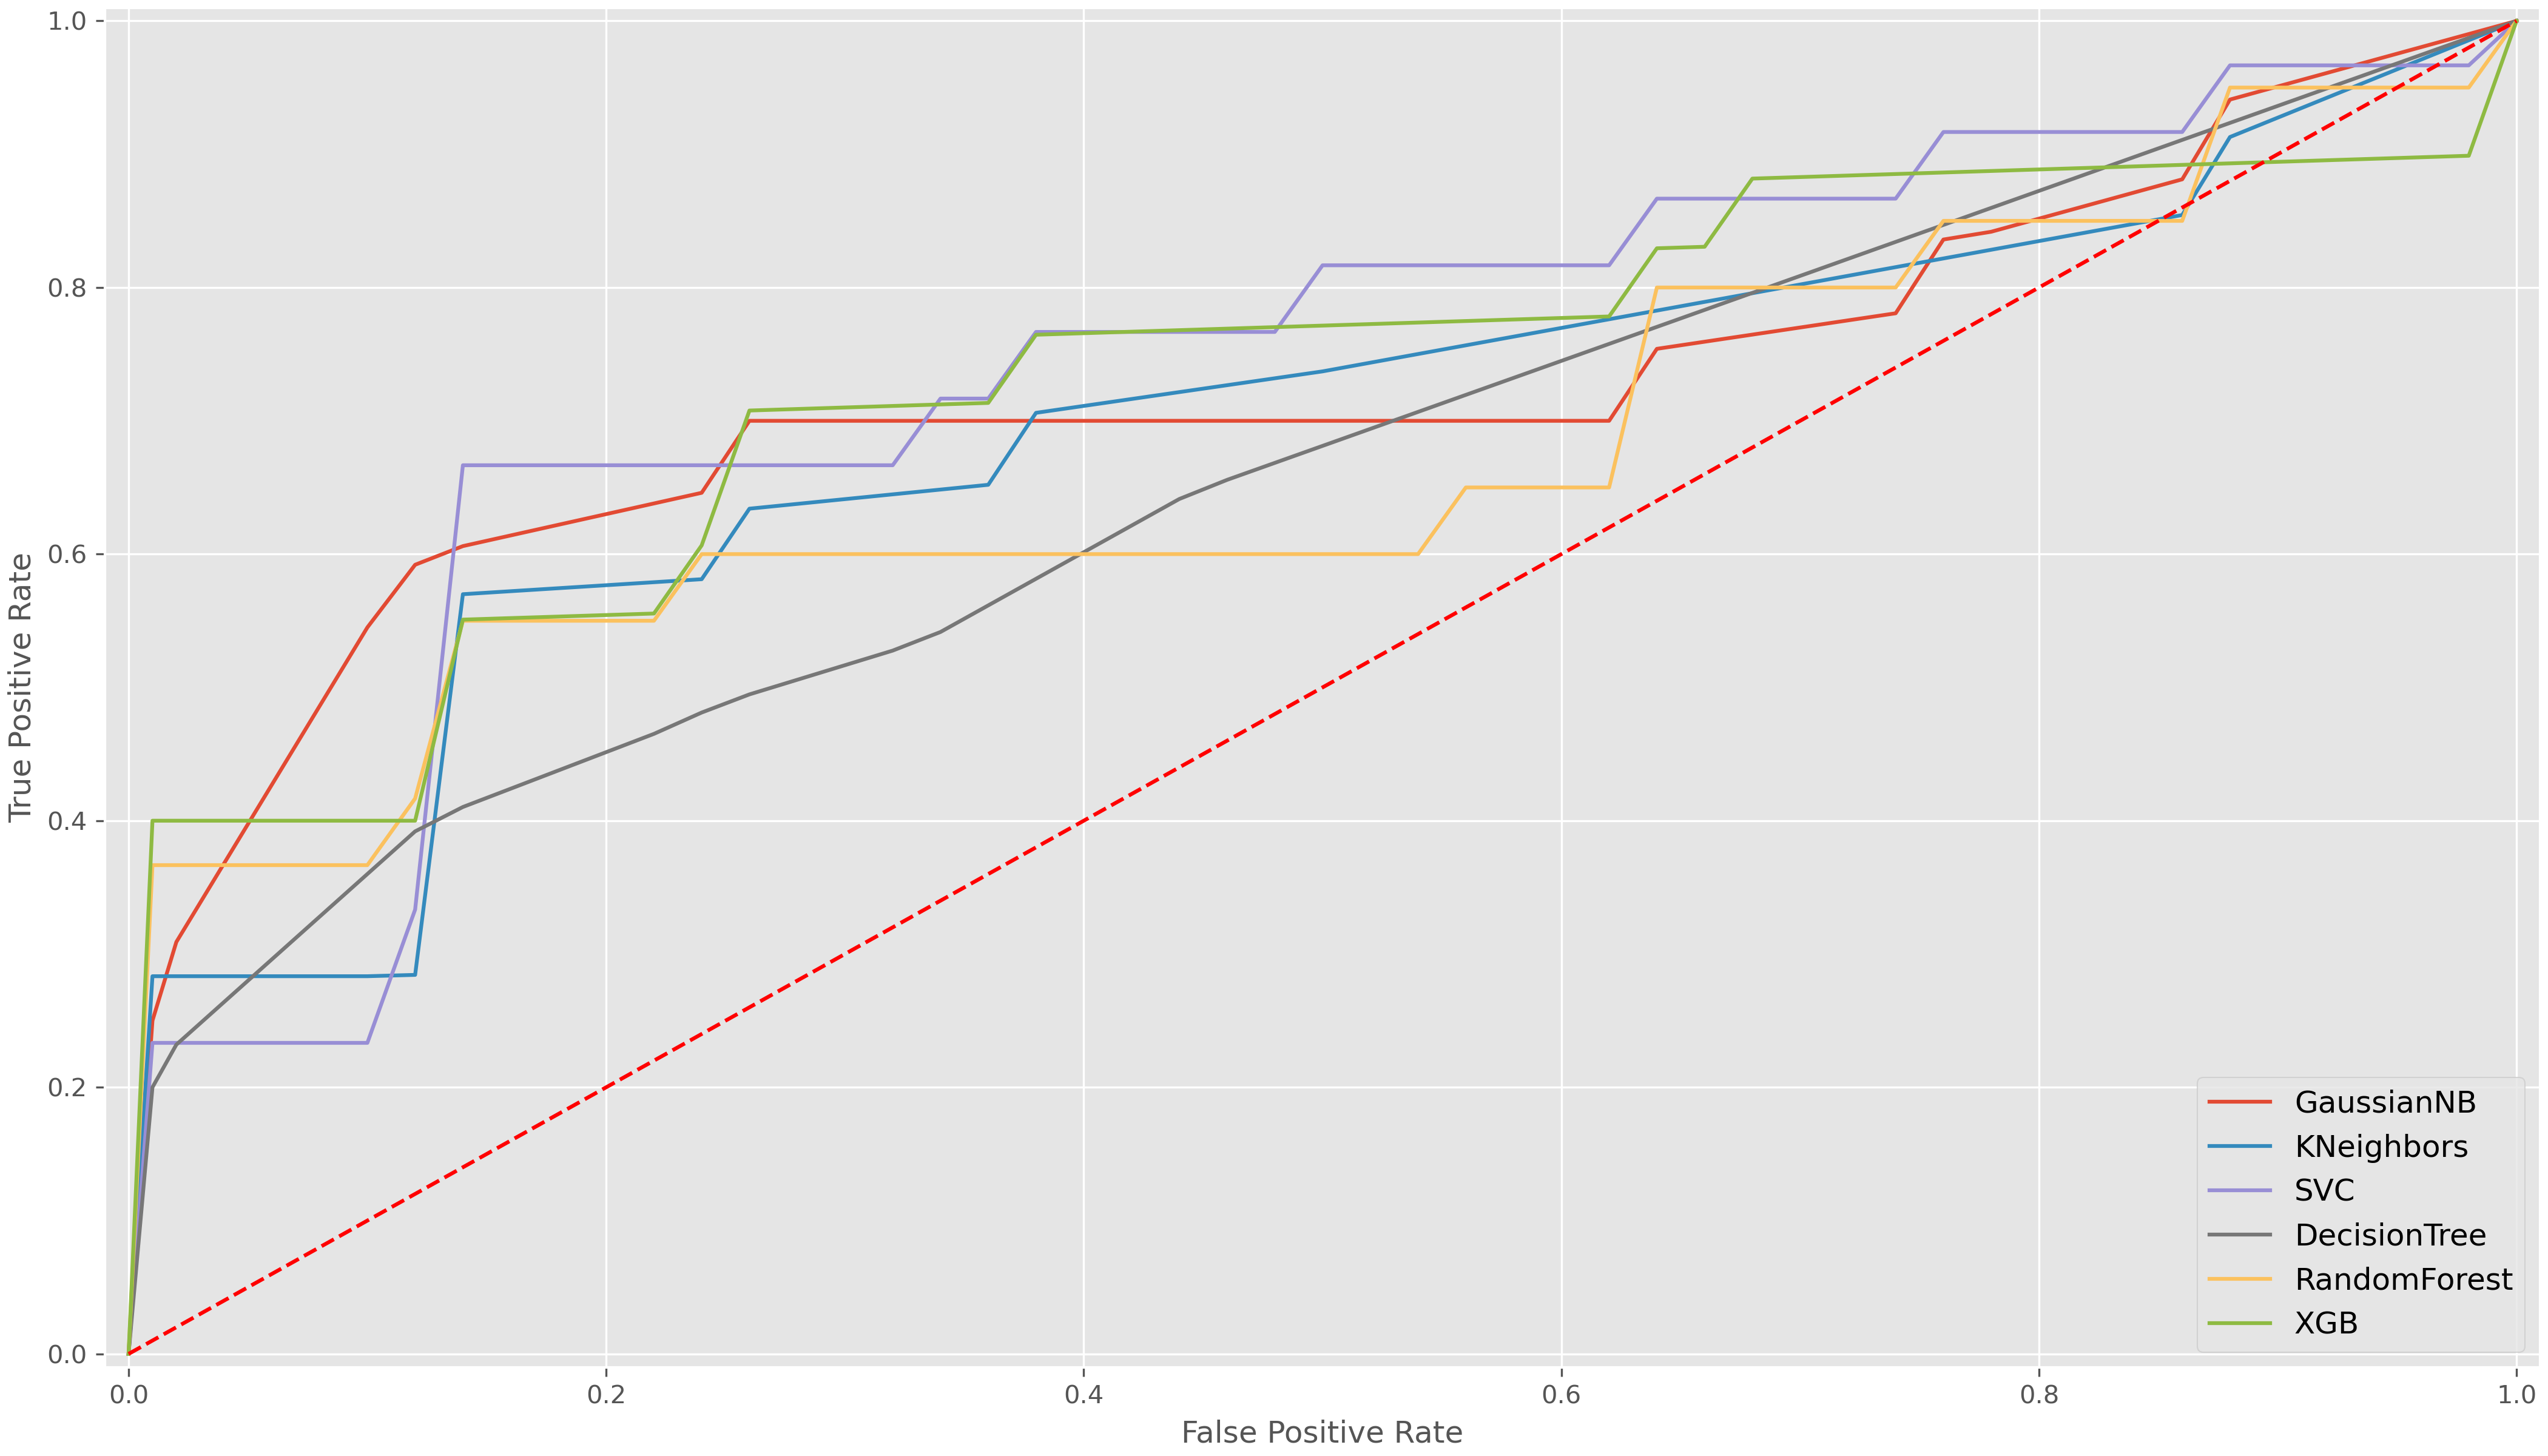 1.0
0.8
0.6
0.4
0.2
0.0
True Positive Rate
0.0 0.2 0.4 0.6 0.8 1.0
False Positive Rate
GaussianNB
KNeighbors
SVC
DecisionTree
RandomForest
XGB